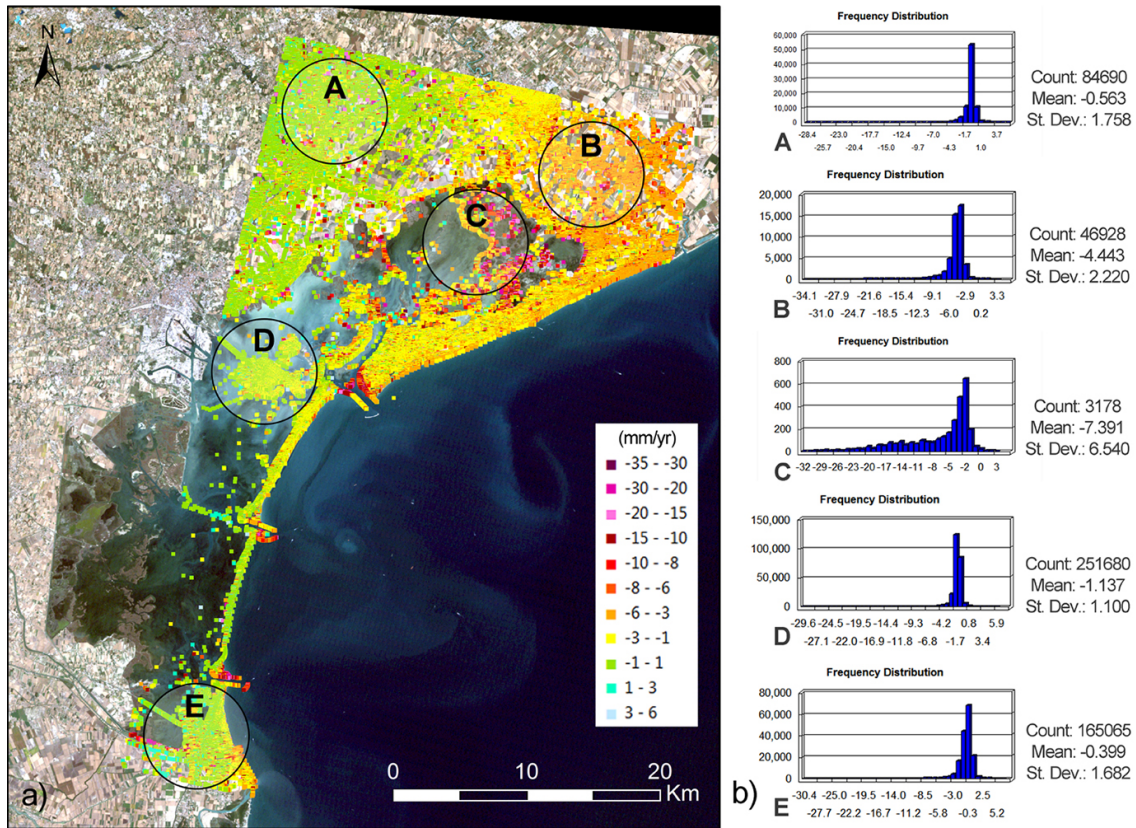 N
A
B
C
D
E
(mm/yr)
-35 - -30
-30 - -20
-20 - -15
-15 - -10
-10 - -8
-8 - -6
-6 - -3
-3 - -1
-1 - 1
1 - 3
3 - 6
0 10 20
Km
a)
b)
Frequency Distribution
60,000
50,000
40,000
30,000
20,000
10,000
0
-28.4 -23.0 -17.7 -12.4 -7.0 -1.7 3.7
-25.7 -20.4 -15.0 -9.7 -4.3 1.0
A
Count: 84690
Mean: -0.563
St. Dev.: 1.758
Frequency Distribution
20,000
15,000
10,000
5,000
0
-34.1 -27.9 -21.6 -15.4 -9.1 -2.9 3.3
-31.0 -24.7 -18.5 -12.3 -6.0 0.2
B
Count: 46928
Mean: -4.443
St. Dev.: 2.220
Frequency Distribution
800
600
400
200
0
-32 -29 -26 -23 -20 -17 -14 -11 -8 -5 -2 0 3
C
Count: 3178
Mean: -7.391
St. Dev.: 6.540
Frequency Distribution
150,000
100,000
50,000
0
-29.6 -24.5 -19.5 -14.4 -9.3 -4.2 0.8 5.9
-27.1 -22.0 -16.9 -11.8 -6.8 -1.7 3.4
D
Count: 251680
Mean: -1.137
St. Dev.: 1.100
Frequency Distribution
80,000
60,000
40,000
20,000
0
-30.4 -25.0 -19.5 -14.0 -8.5 -3.0 2.5
-27.7 -22.2 -16.7 -11.2 -5.8 -0.3 5.2
E
Count: 165065
Mean: -0.399
St. Dev.: 1.682